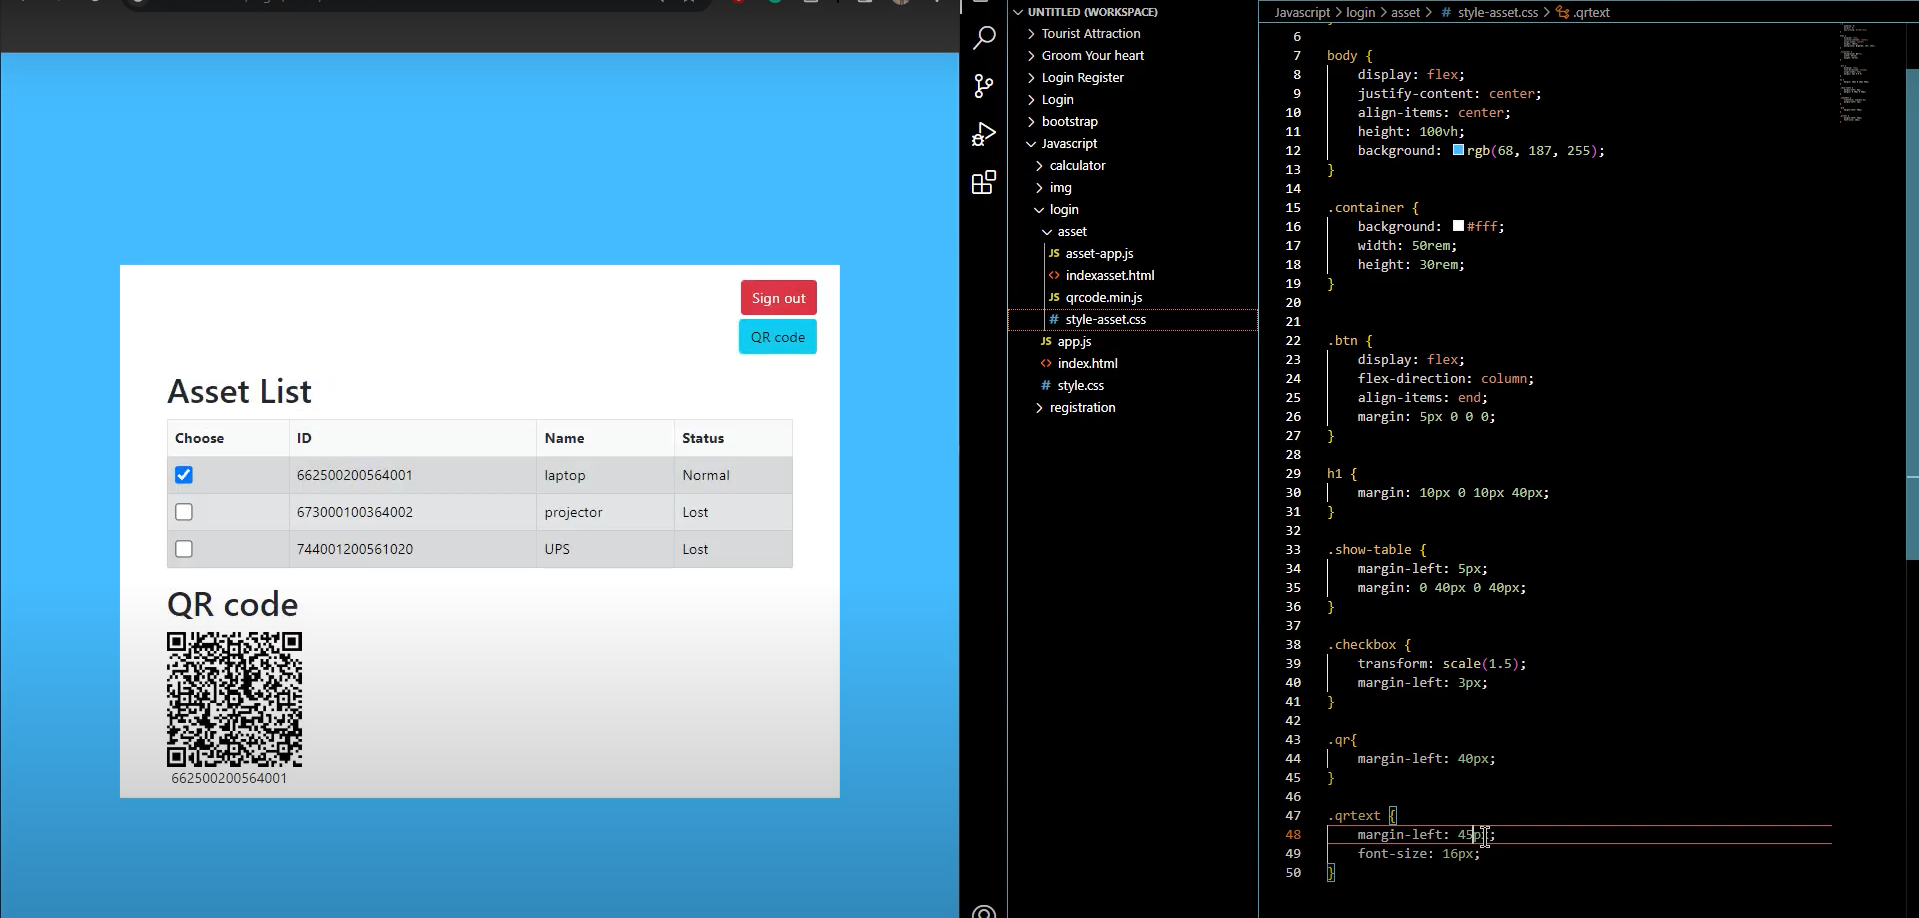 Sign out
QR code
Asset List
Choose ID Name Status
662500200564001 laptop Normal
673000100364002 projector Lost
744001200561020 UPS Lost
QR code
662500200564001
UNTITLED (WORKSPACE)
Tourist Attraction
Groom Your heart
Login Register
Login
bootstrap
Javascript
calculator
img
login
asset
JS asset-app.js
<> indexasset.html
JS qrcode.min.js
# style-asset.css
JS app.js
<> index.html
# style.css
registration
Javascript > login > asset > # style-asset.css > .qrtext
6
7 body {
8 display: flex;
9 justify-content: center;
10 align-items: center;
11 height: 100vh;
12 background: rgb(68, 187, 255);
13 }
14
15 .container {
16 background: #fff;
17 width: 50rem;
18 height: 30rem;
19 }
20
21
22 .btn {
23 display: flex;
24 flex-direction: column;
25 align-items: end;
26 margin: 5px 0 0 0;
27 }
28
29 h1 {
30 margin: 10px 0 10px 40px;
31 }
32
33 .show-table {
34 margin-left: 5px;
35 margin: 0 40px 0 40px;
36 }
37
38 .checkbox {
39 transform: scale(1.5);
40 margin-left: 3px;
41 }
42
43 .qr{
44 margin-left: 40px;
45 }
46
47 .qrtext {
48 margin-left: 45px;
49 font-size: 16px;
50 }